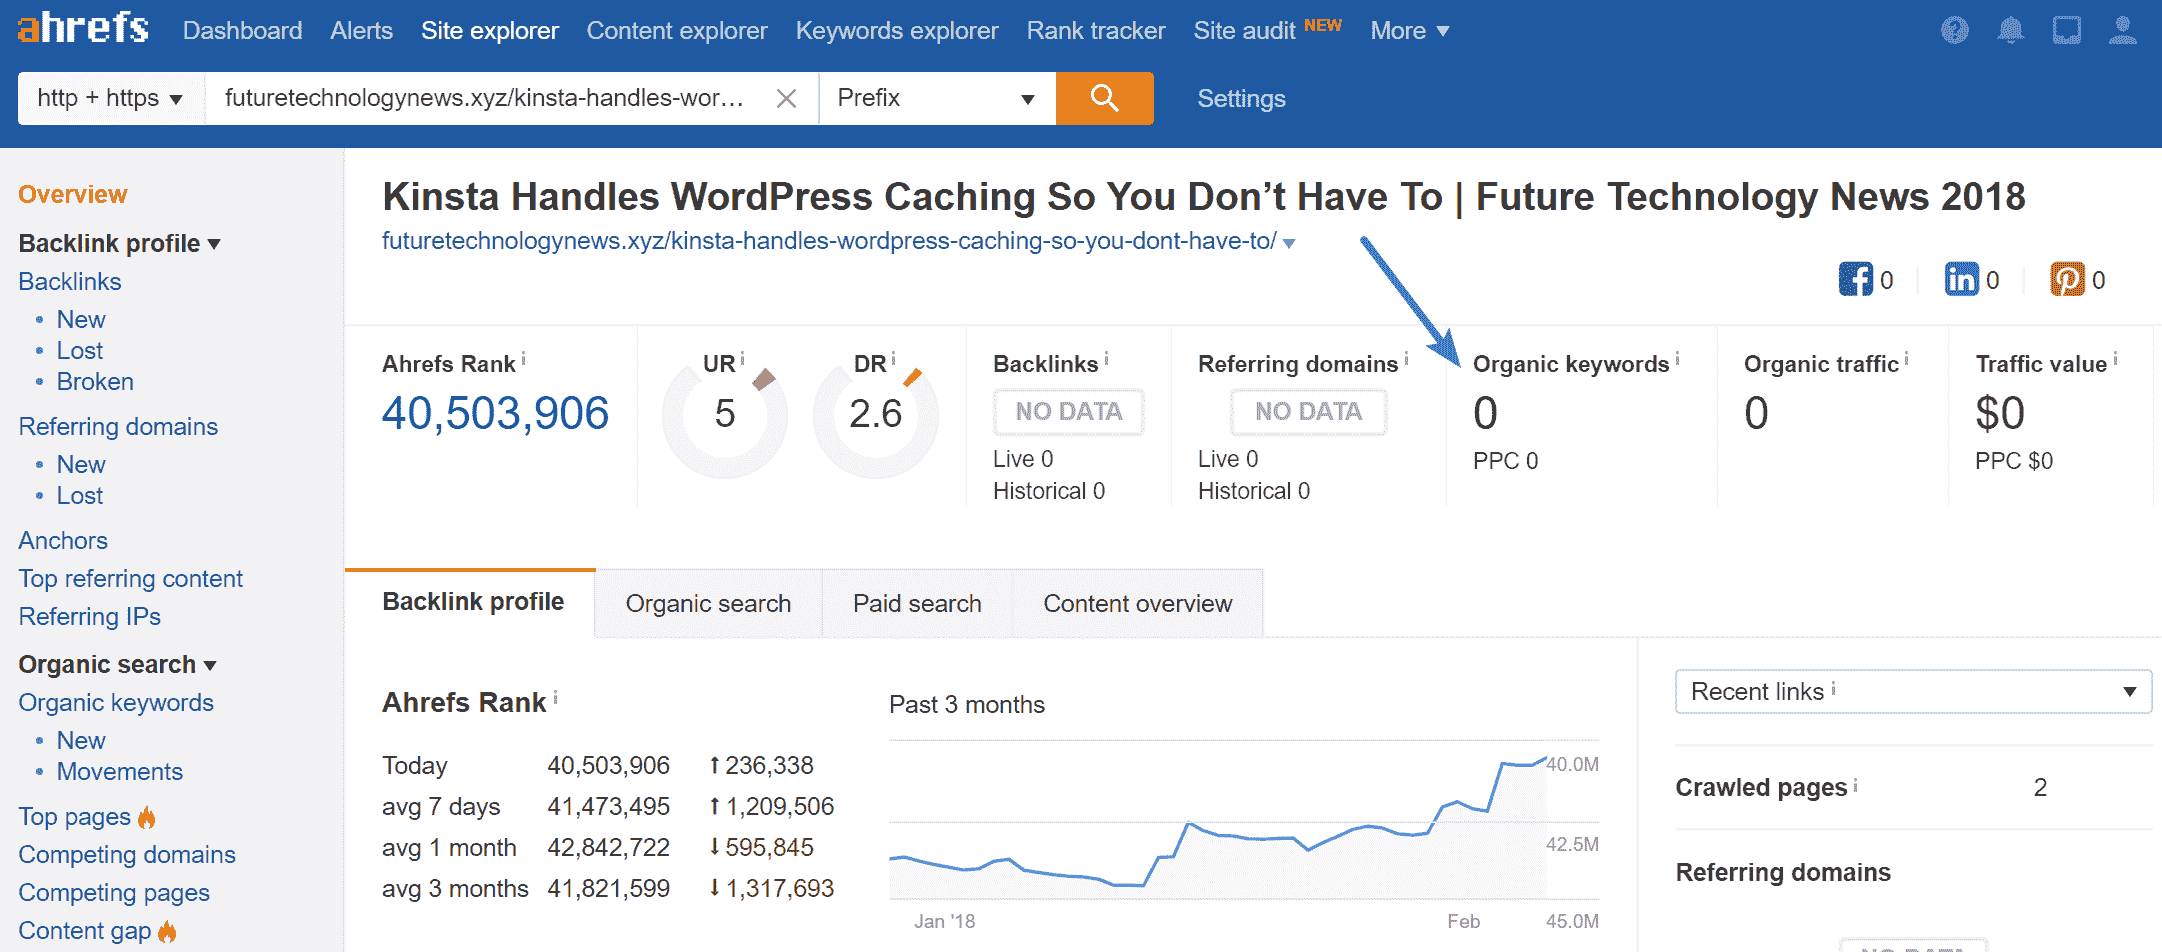 ahrefs Dashboard Alerts Site explorer Content explorer Keywords explorer Rank tracker Site audit NEW More
http + https futuretechnologynews.xyz/kinsta-handles-wor... Prefix Settings
Overview
Backlink profile
Backlinks
New
Lost
Broken
Referring domains
New
Lost
Anchors
Top referring content
Referring IPs
Organic search
Organic keywords
New
Movements
Top pages
Competing domains
Competing pages
Content gap
Kinsta Handles WordPress Caching So You Don’t Have To | Future Technology News 2018
futuretechnologynews.xyz/kinsta-handles-wordpress-caching-so-you-dont-have-to/
0 in 0 0
Ahrefs Rank i
40,503,906
UR i
5
DR i
2.6
Backlinks i
NO DATA
Live 0
Historical 0
Referring domains i
NO DATA
Live 0
Historical 0
Organic keywords i
0
PPC 0
Organic traffic i
0
Traffic value i
$0
PPC $0
Backlink profile Organic search Paid search Content overview
Ahrefs Rank i
Today 40,503,906 ↑236,338
avg 7 days 41,473,495 ↑1,209,506
avg 1 month 42,842,722 ↓595,845
avg 3 months 41,821,599 ↓1,317,693
Past 3 months
40.0M
42.5M
45.0M
Jan '18 Feb
Recent links i
Crawled pages i 2
Referring domains
NO DATA